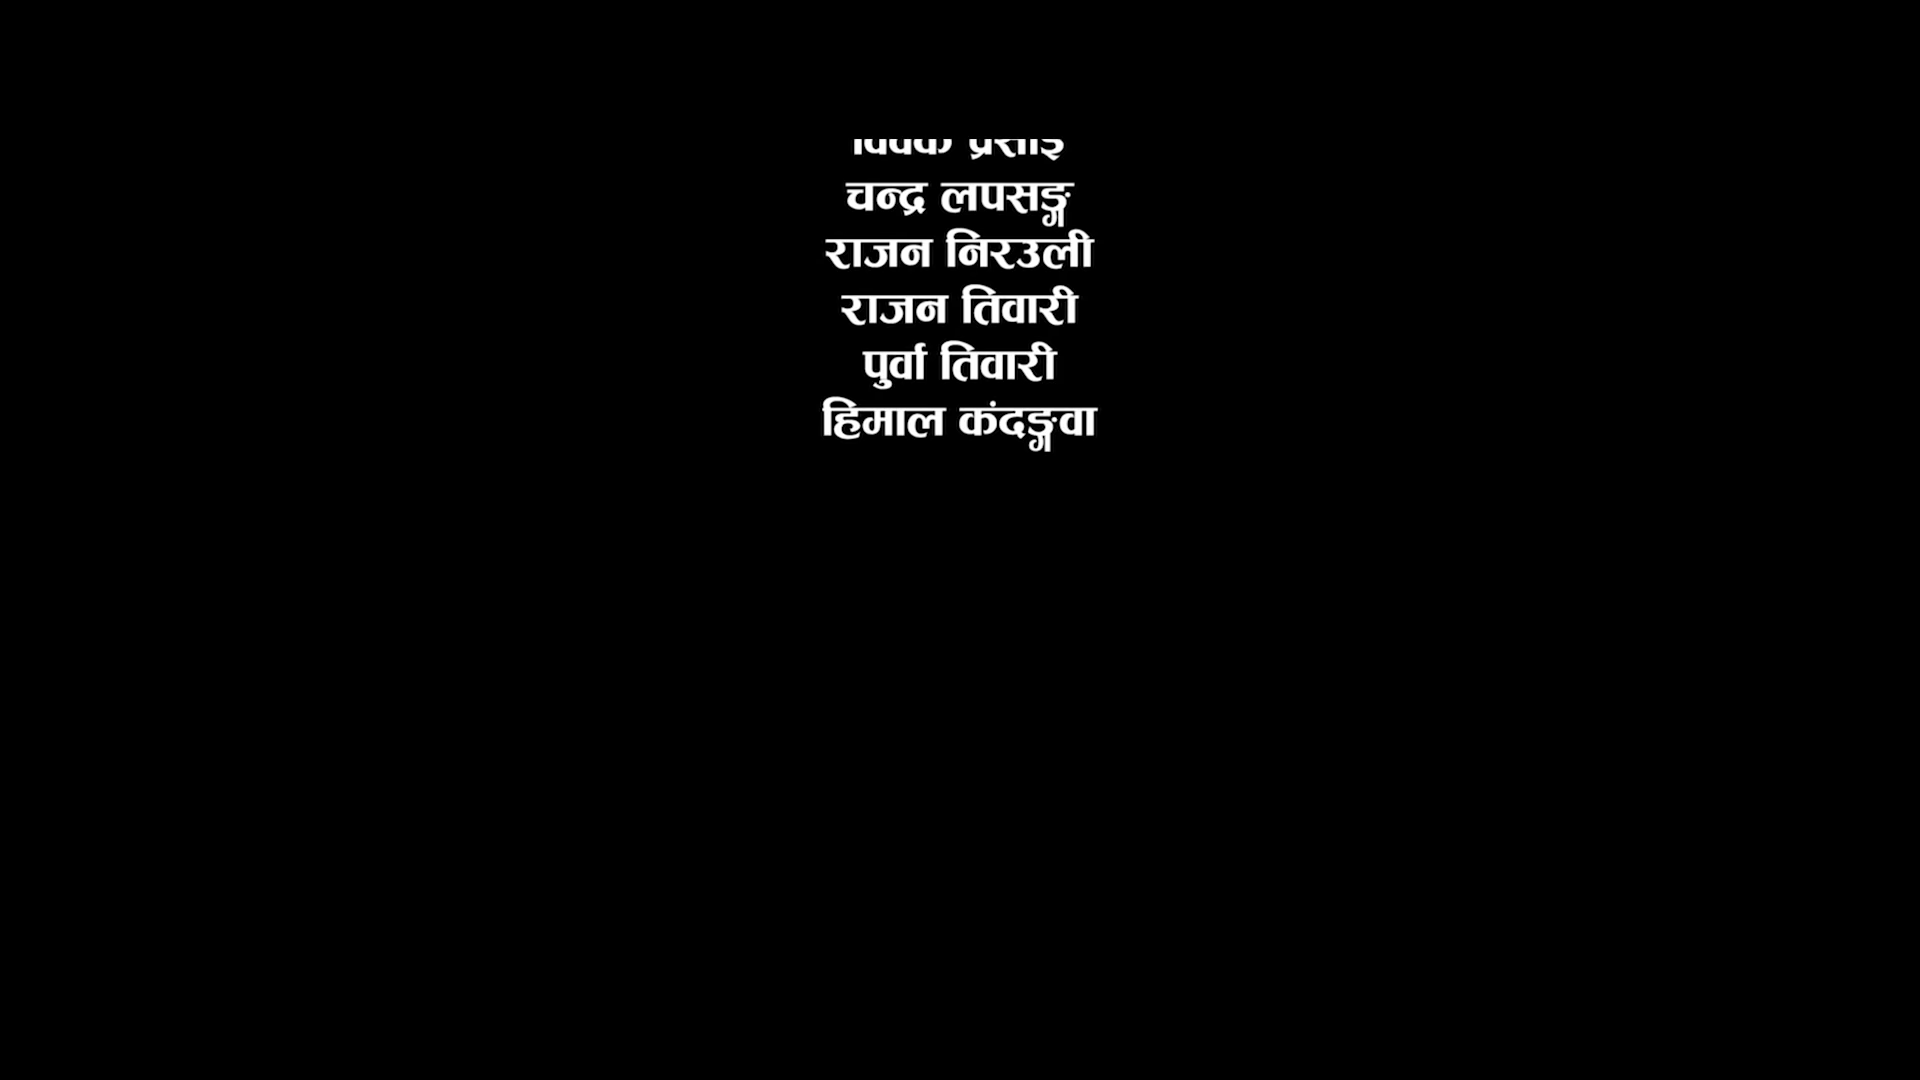 चन्द्र लपसङ्ग
राजन निरउली
राजन तिवारी
पुर्वा तिवारी
हिमाल कंदङ्गवा